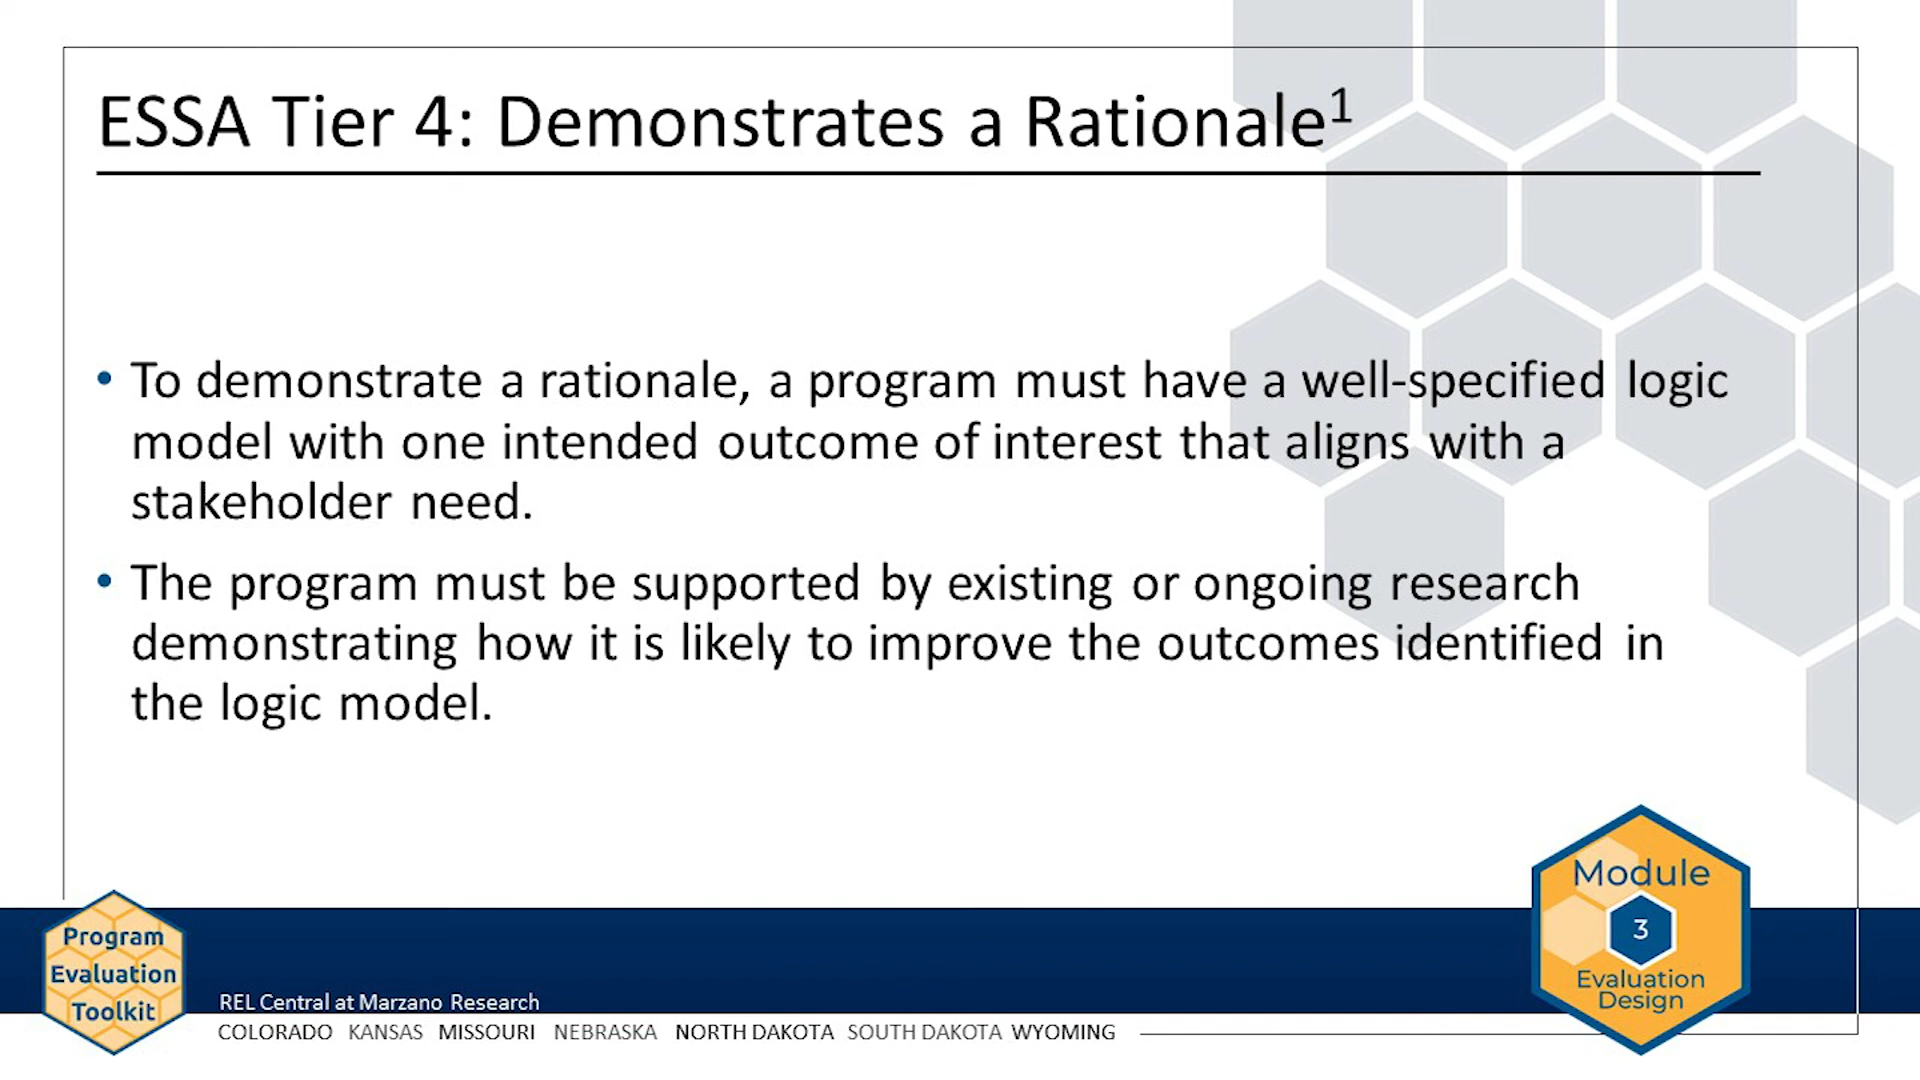 ESSA Tier 4: Demonstrates a Rationale¹
• To demonstrate a rationale, a program must have a well-specified logic
model with one intended outcome of interest that aligns with a
stakeholder need.
• The program must be supported by existing or ongoing research
demonstrating how it is likely to improve the outcomes identified in
the logic model.
Program
Evaluation
Toolkit
REL Central at Marzano Research
COLORADO KANSAS MISSOURI NEBRASKA NORTH DAKOTA SOUTH DAKOTA WYOMING
Module
3
Evaluation
Design